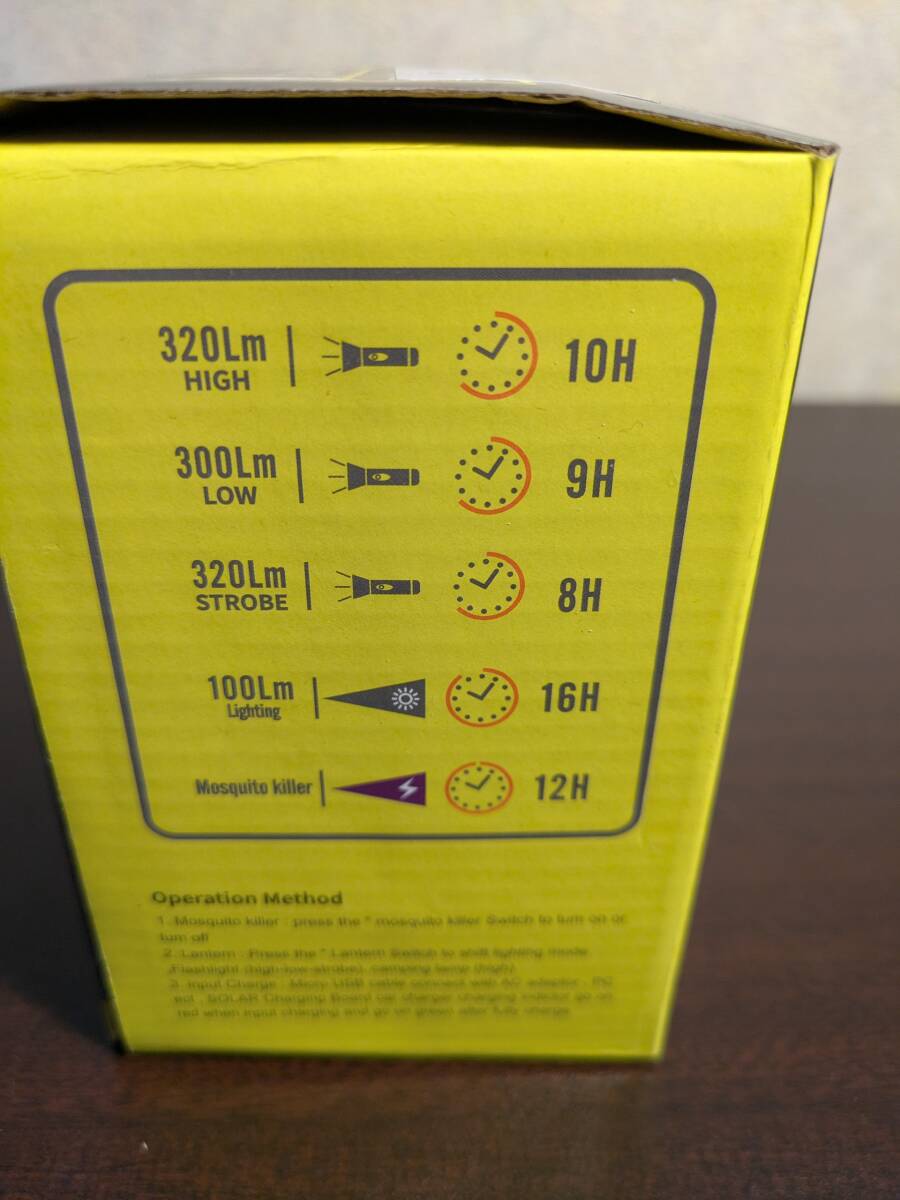 320Lm
HIGH
10H
300Lm
LOW
9H
320Lm
STROBE
8H
100Lm
Lighting
16H
Mosquito killer
12H
Operation Method
1. Mosquito killer : press the " mosquito killer Switch to turn on or
turn off
2. Lantern : Press the " Lantern Switch to shift lighting mode
Flashlight (high-low-strobe), camping lamp (high)
3. Input Charge : Micro USB cable connect with AC adaptor , PC
ect , SOLAR Charging Board car charger charging indictor go on
red when input charging and go on green after fully charge